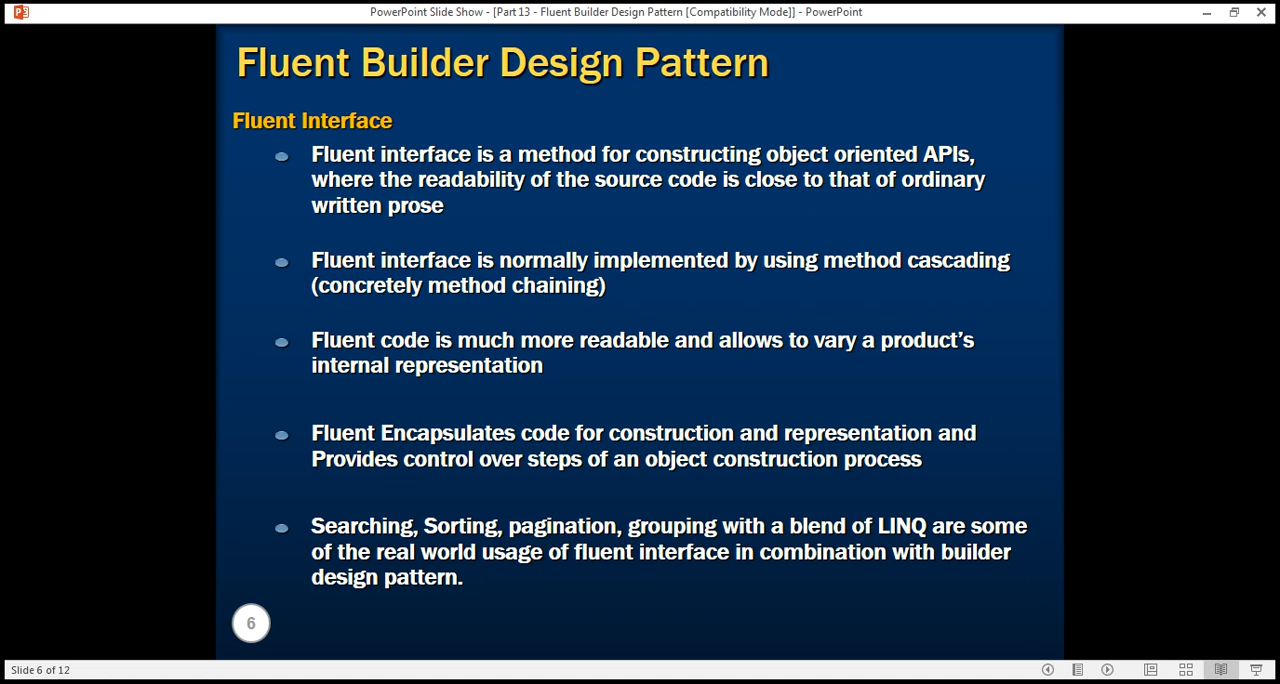 PowerPoint Slide Show - [Part 13 - Fluent Builder Design Pattern [Compatibility Mode]] - PowerPoint
Fluent Builder Design Pattern
Fluent Interface
Fluent interface is a method for constructing object oriented APIs,
where the readability of the source code is close to that of ordinary
written prose
Fluent interface is normally implemented by using method cascading
(concretely method chaining)
Fluent code is much more readable and allows to vary a product's
internal representation
Fluent Encapsulates code for construction and representation and
Provides control over steps of an object construction process
Searching, Sorting, pagination, grouping with a blend of LINQ are some
of the real world usage of fluent interface in combination with builder
design pattern.
6
Slide 6 of 12